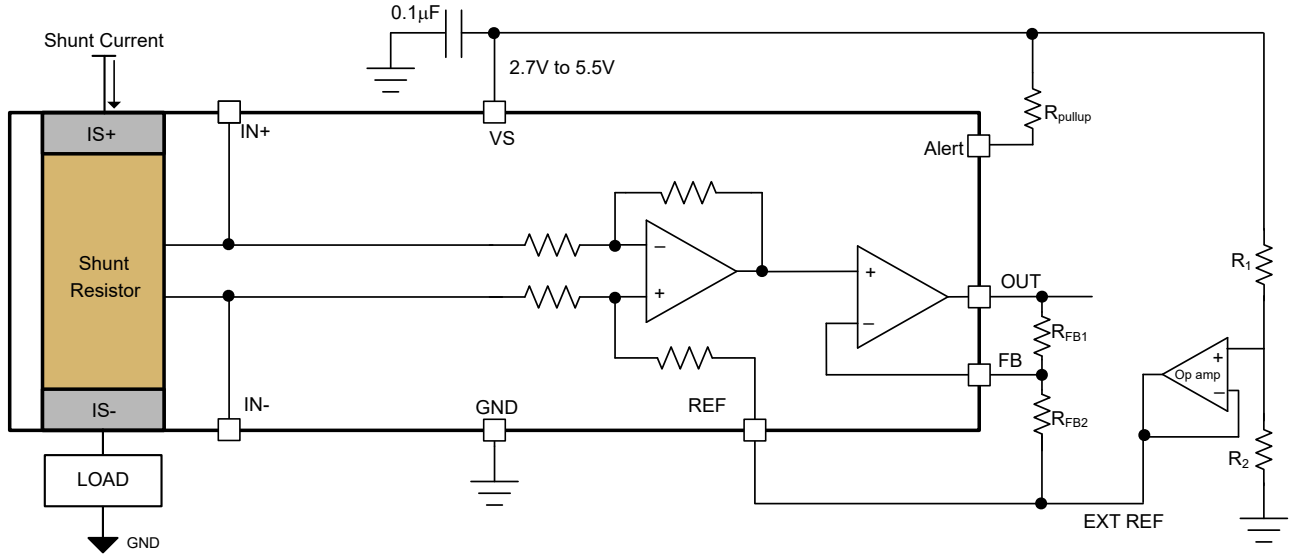 0.1μF
Shunt Current
2.7V to 5.5V
IS+
IN+
VS
Rpullup
Alert
−
+
Shunt
Resistor
+
−
OUT
R1
RFB1
FB
+
Op amp
−
IS-
IN-
GND
REF
RFB2
R2
LOAD
EXT REF
GND